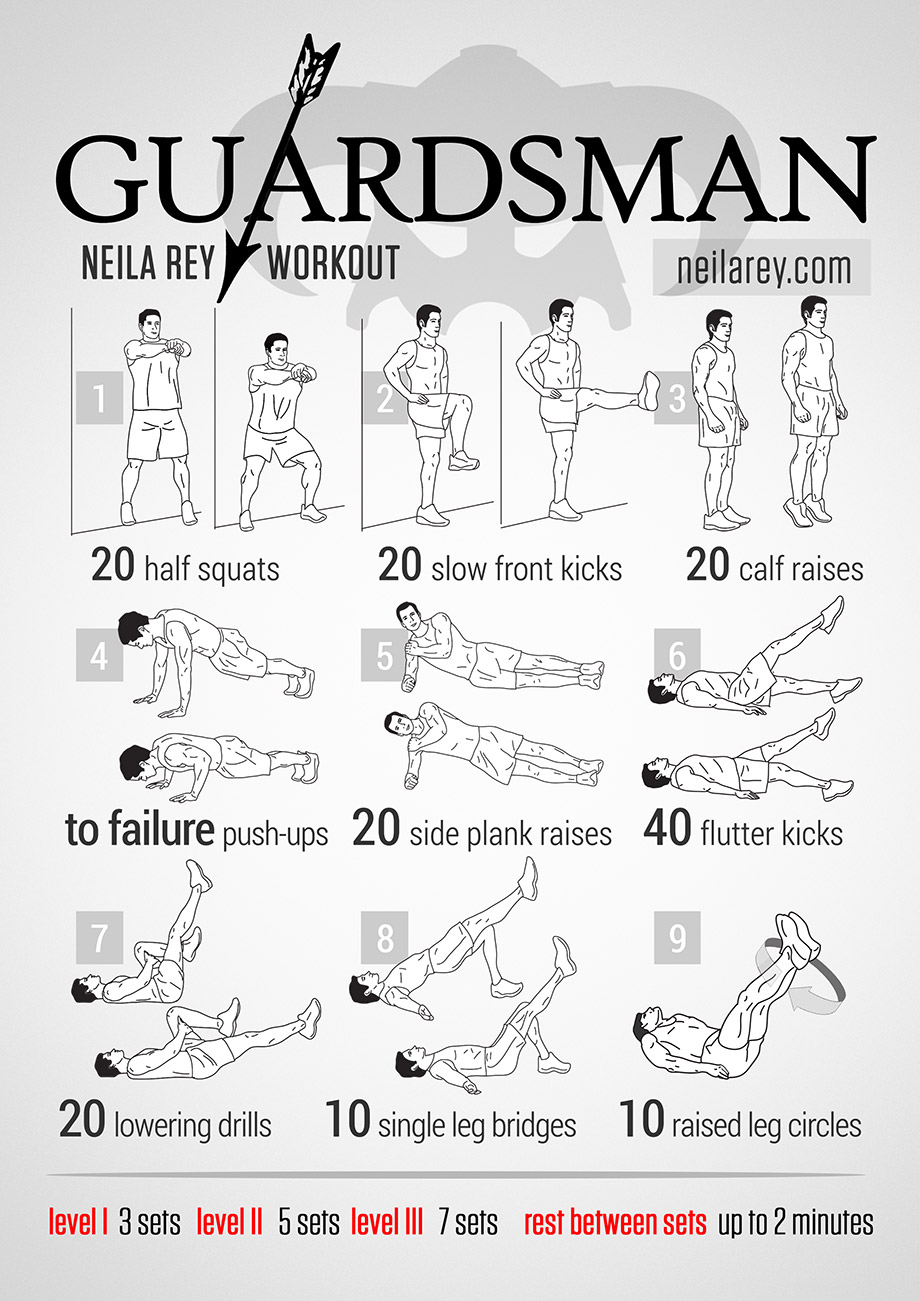 GUARDSMAN
NEILA REY WORKOUT
neilarey.com
1
2
3
20 half squats
20 slow front kicks
20 calf raises
4
5
6
to failure push-ups
20 side plank raises
40 flutter kicks
7
8
9
20 lowering drills
10 single leg bridges
10 raised leg circles
level I 3 sets level II 5 sets level III 7 sets rest between sets up to 2 minutes